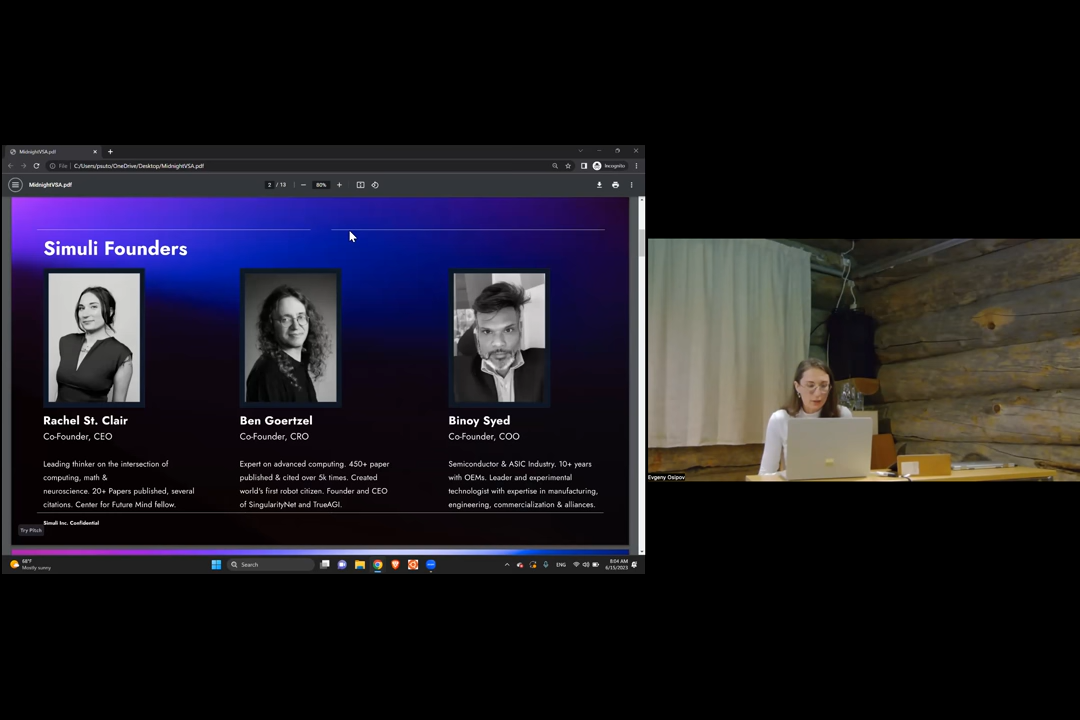 MidnightVSA.pdf
File
C:/Users/psuto/OneDrive/Desktop/MidnightVSA.pdf
Incognito
MidnightVSA.pdf
2 / 13
80%
Simuli Founders
Rachel St. Clair
Co-Founder, CEO
Leading thinker on the intersection of
computing, math &
neuroscience. 20+ Papers published, several
citations. Center for Future Mind fellow.
Ben Goertzel
Co-Founder, CRO
Expert on advanced computing. 450+ paper
published & cited over 5k times. Created
world's first robot citizen. Founder and CEO
of SingularityNet and TrueAGI.
Binoy Syed
Co-Founder, COO
Semiconductor & ASIC Industry. 10+ years
with OEMs. Leader and experimental
technologist with expertise in manufacturing,
engineering, commercialization & alliances.
Simuli Inc. Confidential
Try Pitch
68°F
Mostly sunny
Search
ENG
8:04 AM
6/15/2023
Evgeny Osipov